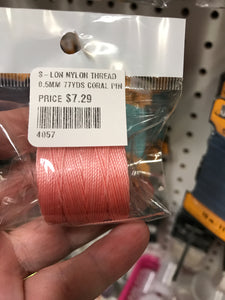 S-LON NYLON THREAD
0.5MM 77YDS CORAL PIN
PRICE $7.29
4057